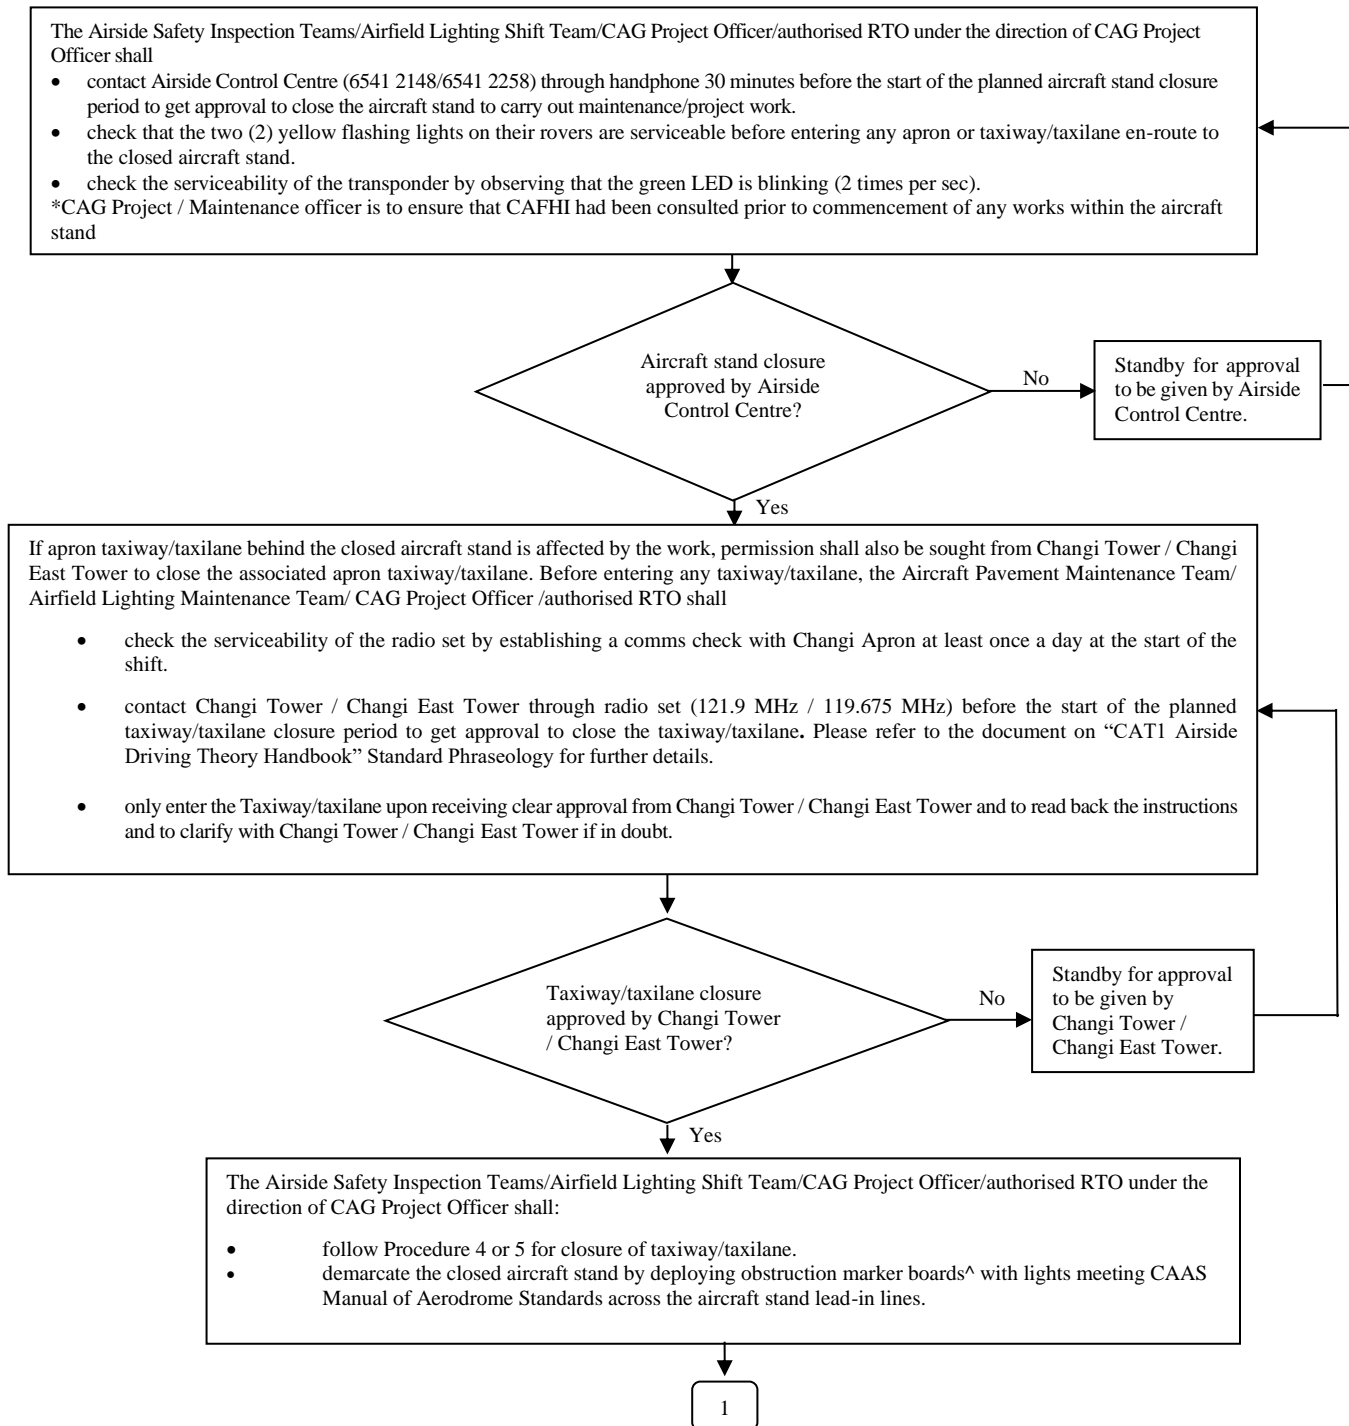 The Airside Safety Inspection Teams/Airfield Lighting Shift Team/CAG Project Officer/authorised RTO under the direction of CAG Project
Officer shall
• contact Airside Control Centre (6541 2148/6541 2258) through handphone 30 minutes before the start of the planned aircraft stand closure
period to get approval to close the aircraft stand to carry out maintenance/project work.
• check that the two (2) yellow flashing lights on their rovers are serviceable before entering any apron or taxiway/taxilane en-route to
the closed aircraft stand.
• check the serviceability of the transponder by observing that the green LED is blinking (2 times per sec).
*CAG Project / Maintenance officer is to ensure that CAFHI had been consulted prior to commencement of any works within the aircraft
stand
Aircraft stand closure
approved by Airside
Control Centre?
No
Standby for approval
to be given by Airside
Control Centre.
Yes
If apron taxiway/taxilane behind the closed aircraft stand is affected by the work, permission shall also be sought from Changi Tower / Changi
East Tower to close the associated apron taxiway/taxilane. Before entering any taxiway/taxilane, the Aircraft Pavement Maintenance Team/
Airfield Lighting Maintenance Team/ CAG Project Officer /authorised RTO shall
• check the serviceability of the radio set by establishing a comms check with Changi Apron at least once a day at the start of the
shift.
• contact Changi Tower / Changi East Tower through radio set (121.9 MHz / 119.675 MHz) before the start of the planned
taxiway/taxilane closure period to get approval to close the taxiway/taxilane. Please refer to the document on “CAT1 Airside
Driving Theory Handbook” Standard Phraseology for further details.
• only enter the Taxiway/taxilane upon receiving clear approval from Changi Tower / Changi East Tower and to read back the instructions
and to clarify with Changi Tower / Changi East Tower if in doubt.
Taxiway/taxilane closure
approved by Changi Tower
/ Changi East Tower?
No
Standby for approval
to be given by
Changi Tower /
Changi East Tower.
Yes
The Airside Safety Inspection Teams/Airfield Lighting Shift Team/CAG Project Officer/authorised RTO under the
direction of CAG Project Officer shall:
• follow Procedure 4 or 5 for closure of taxiway/taxilane.
• demarcate the closed aircraft stand by deploying obstruction marker boards^ with lights meeting CAAS
Manual of Aerodrome Standards across the aircraft stand lead-in lines.
1